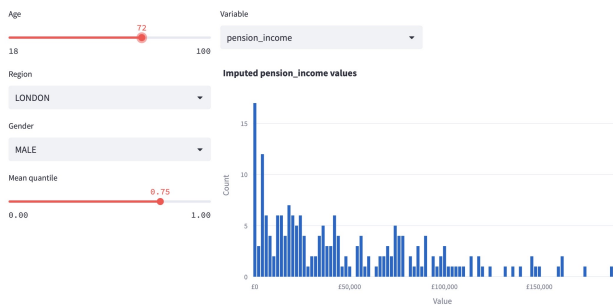 Age
72
18 100
Region
LONDON
Gender
MALE
Mean quantile
0.75
0.00 1.00
Variable
pension_income
Imputed pension_income values
15
10
5
0
Count
£0 £50,000 £100,000 £150,000
Value